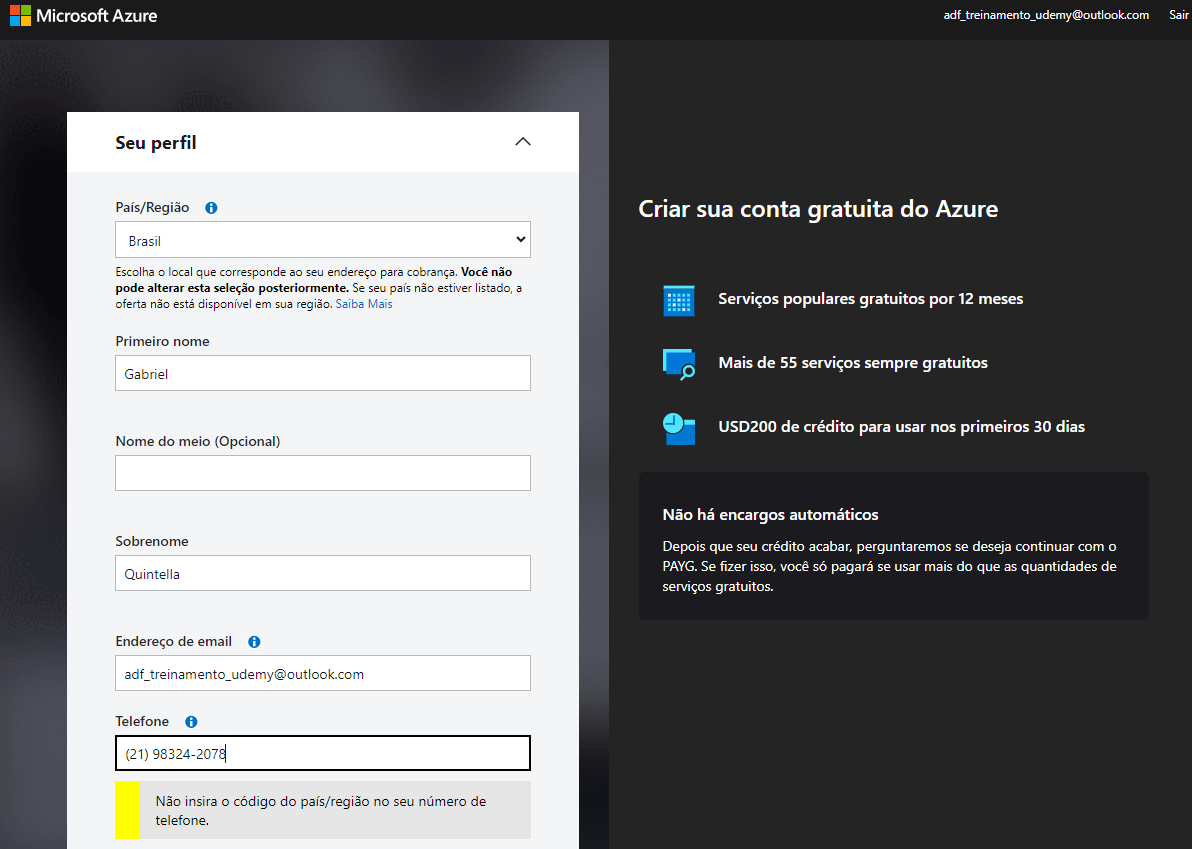 Microsoft Azure
adf_treinamento_udemy@outlook.com
Sair
Seu perfil
País/Região
Brasil
Escolha o local que corresponde ao seu endereço para cobrança. Você não
pode alterar esta seleção posteriormente. Se seu país não estiver listado, a
oferta não está disponível em sua região. Saiba Mais
Primeiro nome
Gabriel
Nome do meio (Opcional)
Sobrenome
Quintella
Endereço de email
adf_treinamento_udemy@outlook.com
Telefone
(21) 98324-2078
Não insira o código do país/região no seu número de
telefone.
Criar sua conta gratuita do Azure
Serviços populares gratuitos por 12 meses
Mais de 55 serviços sempre gratuitos
USD200 de crédito para usar nos primeiros 30 dias
Não há encargos automáticos
Depois que seu crédito acabar, perguntaremos se deseja continuar com o
PAYG. Se fizer isso, você só pagará se usar mais do que as quantidades de
serviços gratuitos.